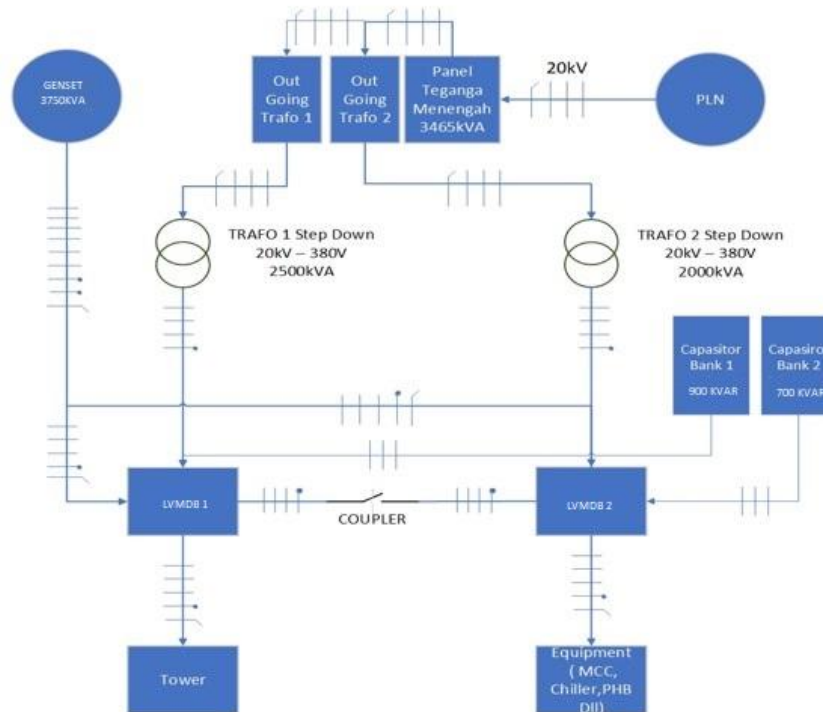 GENSET
3750KVA
Out
Going
Trafo 1
Out
Going
Trafo 2
Panel
Teganga
Menengah
3465kVA
20kV
PLN
TRAFO 1 Step Down
20kV – 380V
2500kVA
TRAFO 2 Step Down
20kV – 380V
2000kVA
Capasitor
Bank 1
900 KVAR
Capasiror
Bank 2
700 KVAR
LVMDB 1
COUPLER
LVMDB 2
Tower
Equipment
( MCC,
Chiller,PHB
Dll)